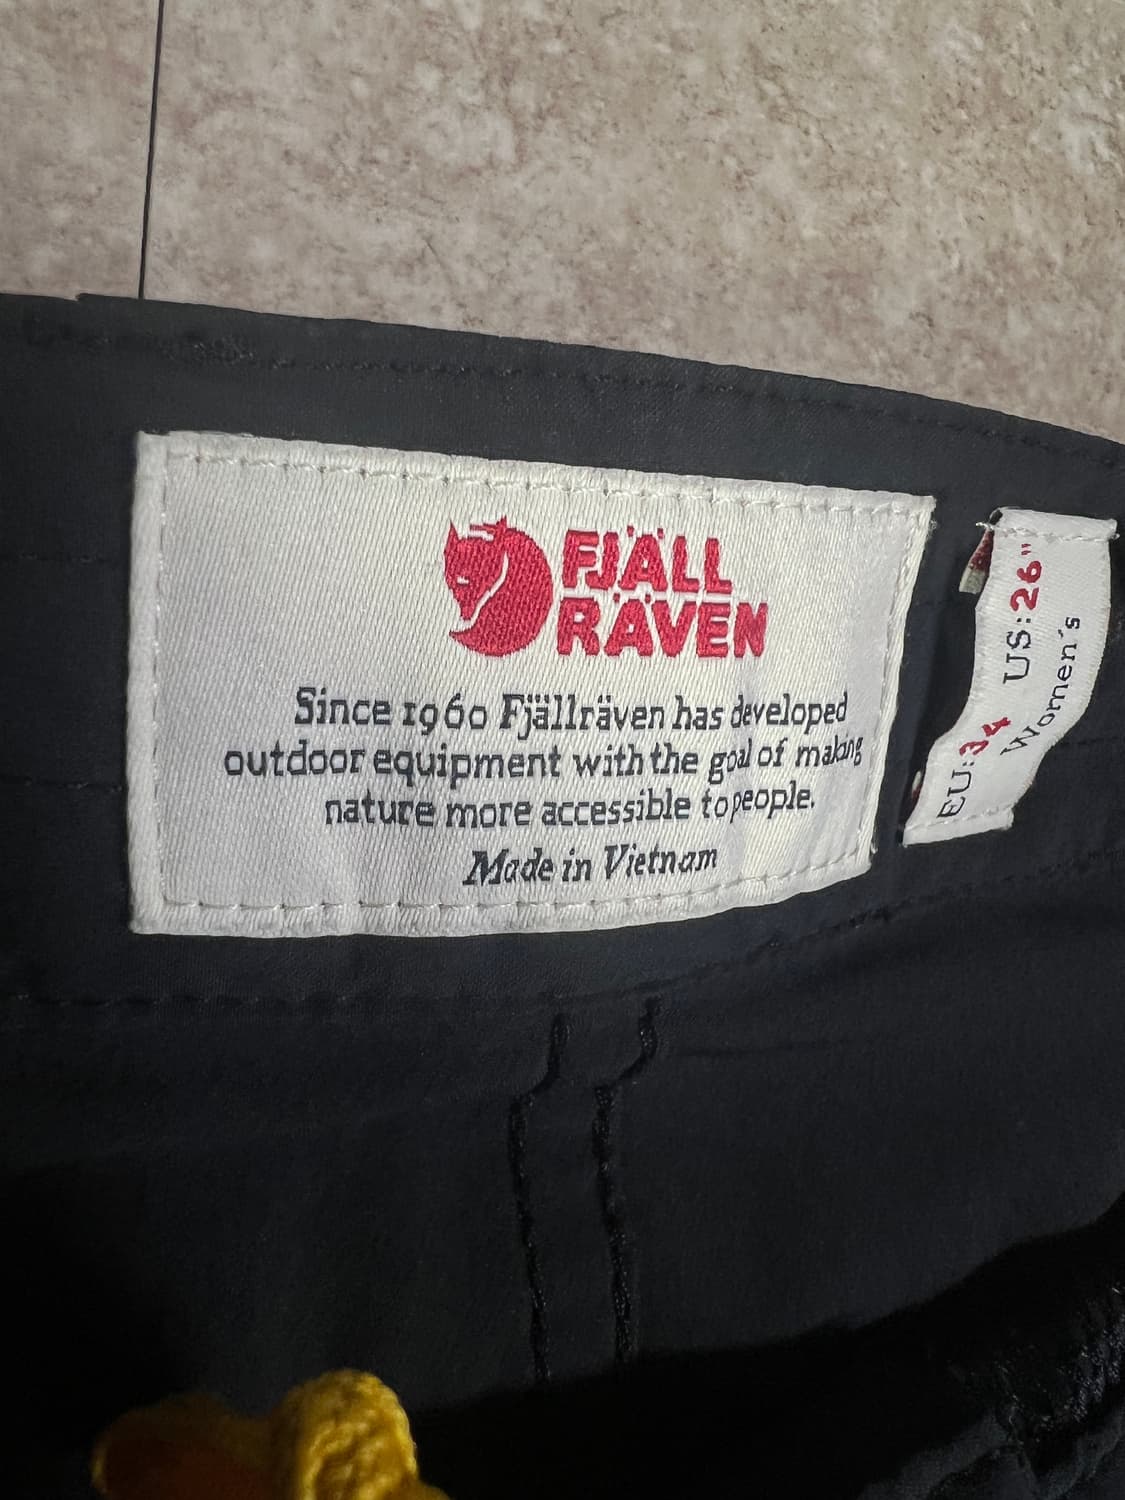 FJÄLL
RÄVEN
Since 1960 Fjällräven has developed
outdoor equipment with the goal of making
nature more accessible to people.
Made in Vietnam
EU:34 US:26"
Women´s